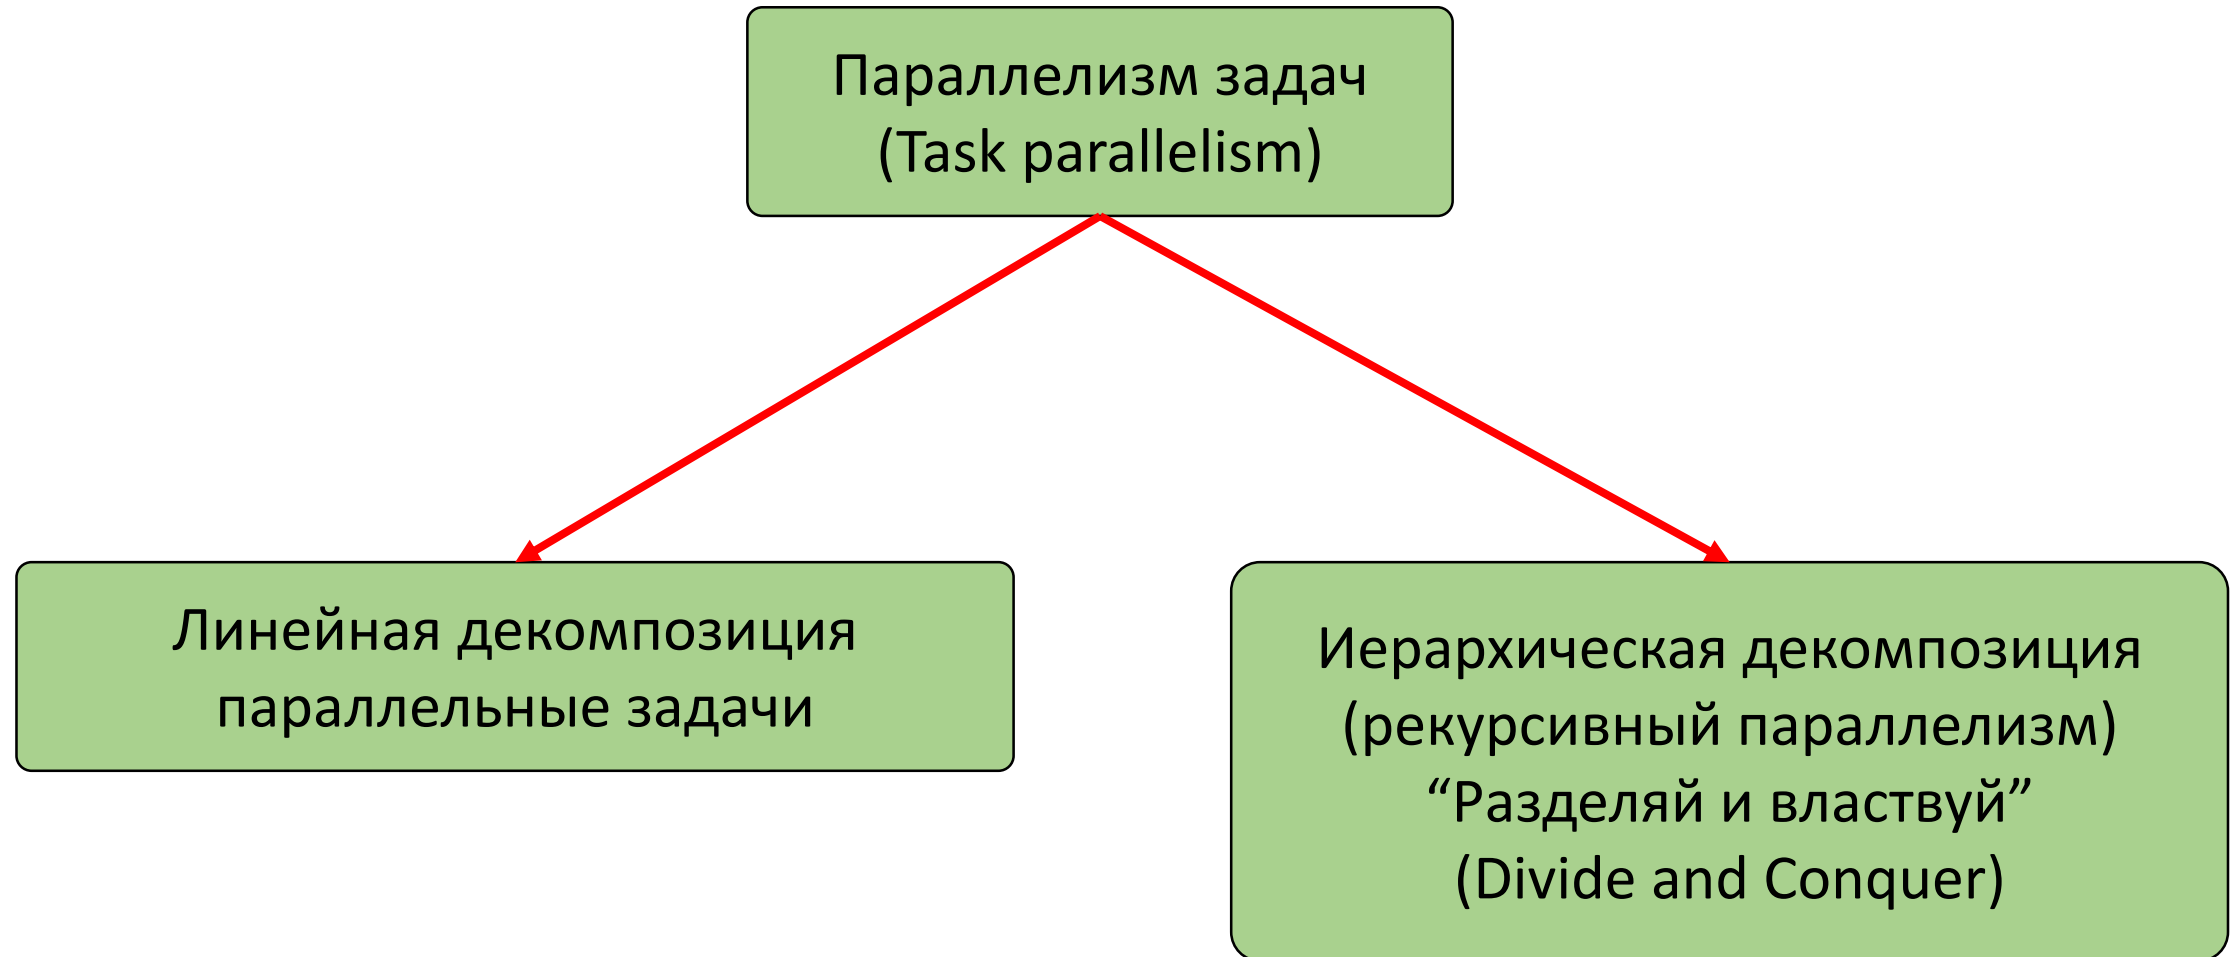 Параллелизм задач
(Task parallelism)
Линейная декомпозиция
параллельные задачи
Иерархическая декомпозиция
(рекурсивный параллелизм)
“Разделяй и властвуй”
(Divide and Conquer)